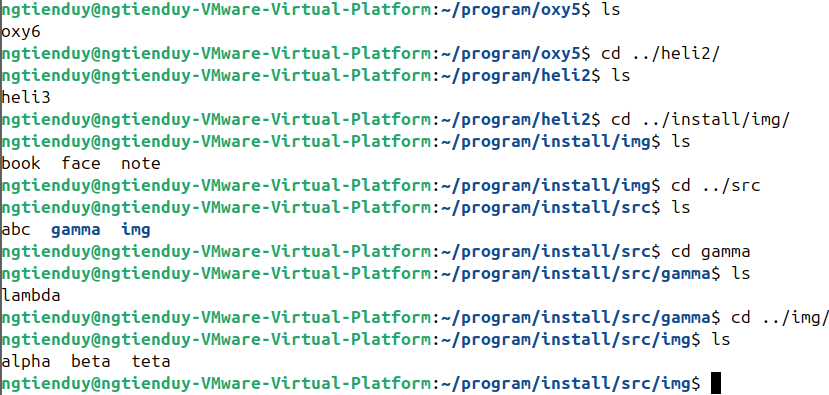 ngtienduy@ngtienduy-VMware-Virtual-Platform:~/program/oxy5$ ls
oxy6
ngtienduy@ngtienduy-VMware-Virtual-Platform:~/program/oxy5$ cd ../heli2/
ngtienduy@ngtienduy-VMware-Virtual-Platform:~/program/heli2$ ls
heli3
ngtienduy@ngtienduy-VMware-Virtual-Platform:~/program/heli2$ cd ../install/img/
ngtienduy@ngtienduy-VMware-Virtual-Platform:~/program/install/img$ ls
book  face  note
ngtienduy@ngtienduy-VMware-Virtual-Platform:~/program/install/img$ cd ../src
ngtienduy@ngtienduy-VMware-Virtual-Platform:~/program/install/src$ ls
abc  gamma  img
ngtienduy@ngtienduy-VMware-Virtual-Platform:~/program/install/src$ cd gamma
ngtienduy@ngtienduy-VMware-Virtual-Platform:~/program/install/src/gamma$ ls
lambda
ngtienduy@ngtienduy-VMware-Virtual-Platform:~/program/install/src/gamma$ cd ../img/
ngtienduy@ngtienduy-VMware-Virtual-Platform:~/program/install/src/img$ ls
alpha  beta  teta
ngtienduy@ngtienduy-VMware-Virtual-Platform:~/program/install/src/img$